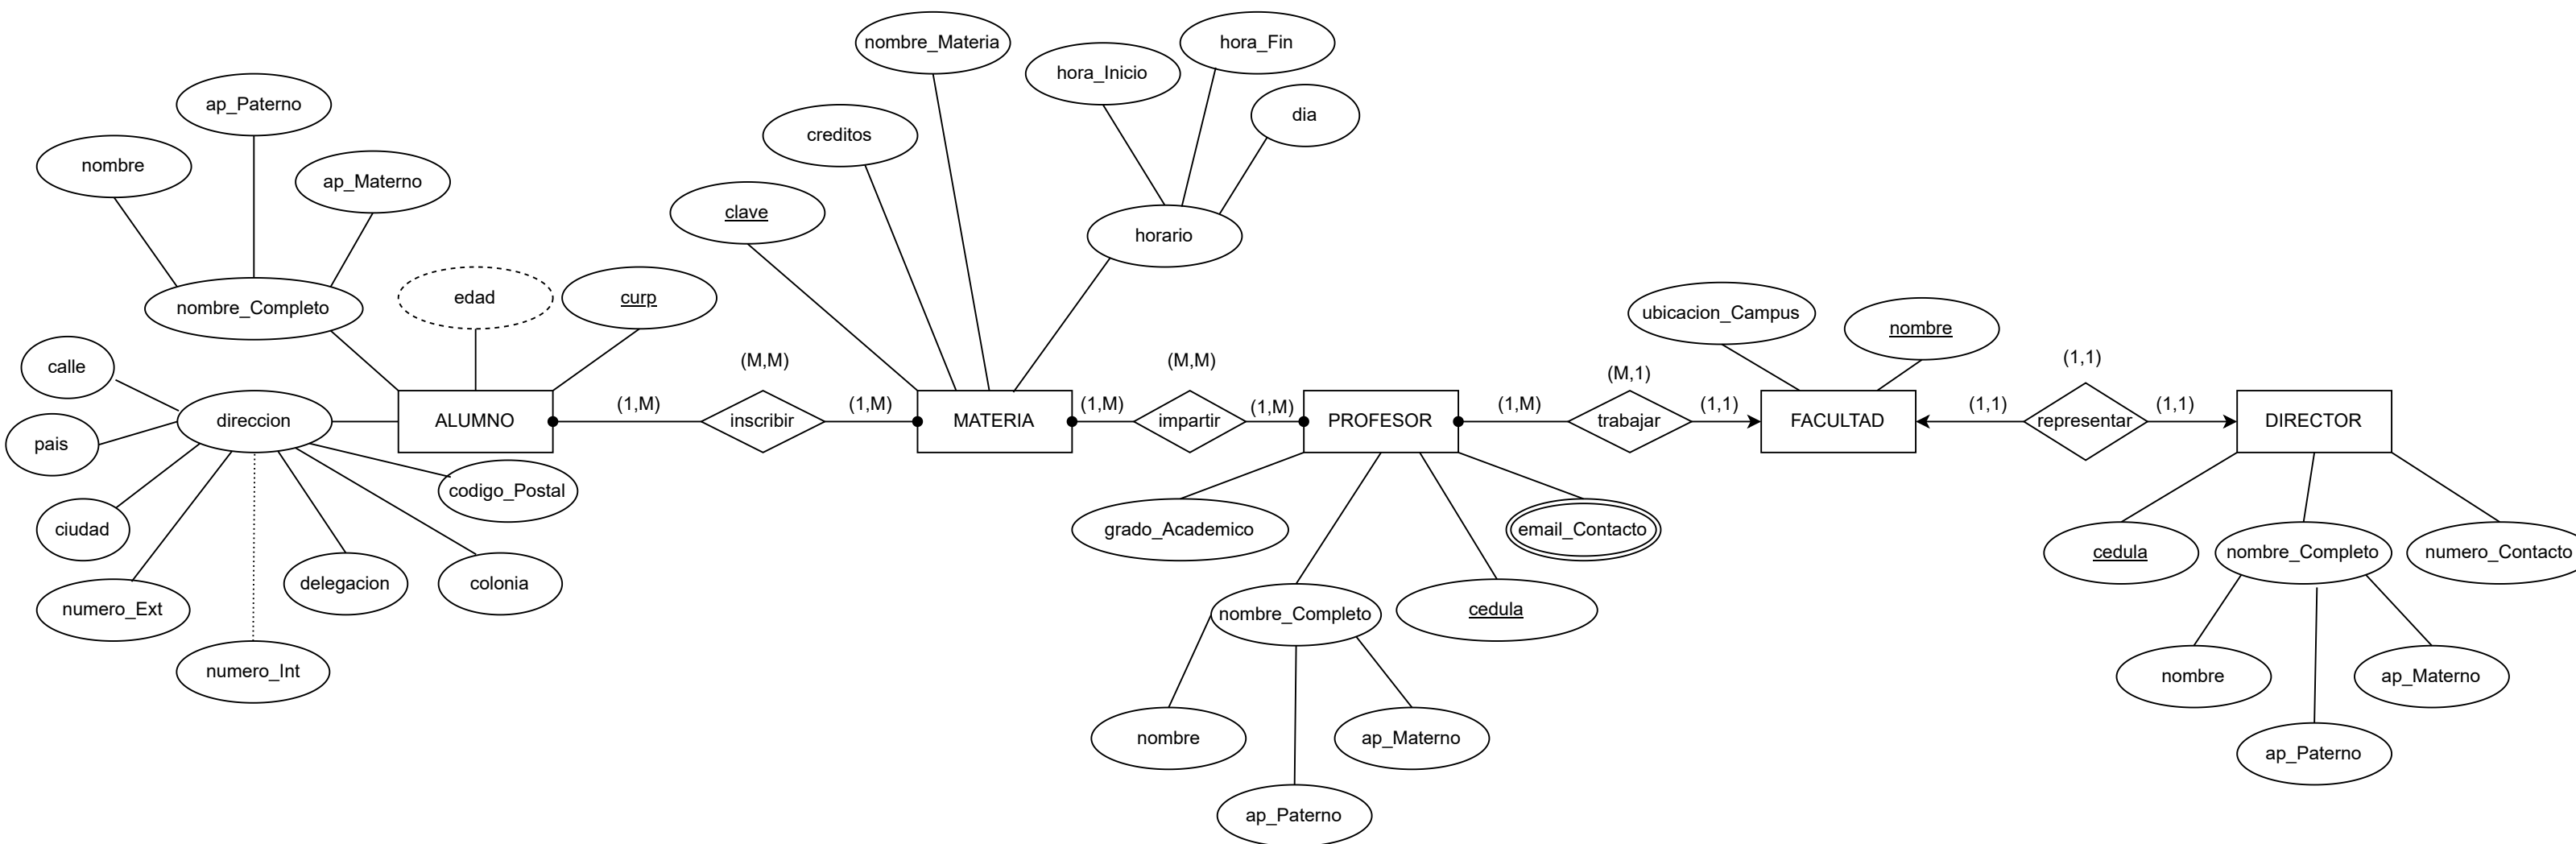 nombre_Materia
hora_Fin
hora_Inicio
ap_Paterno
dia
creditos
nombre
ap_Materno
clave
horario
edad
curp
nombre_Completo
ubicacion_Campus
nombre
calle
(M,M)
(M,M)
(M,1)
(1,1)
direccion
ALUMNO
(1,M)
inscribir
(1,M)
MATERIA
(1,M)
impartir
(1,M)
PROFESOR
(1,M)
trabajar
(1,1)
FACULTAD
(1,1)
representar
(1,1)
DIRECTOR
pais
codigo_Postal
ciudad
grado_Academico
email_Contacto
cedula
nombre_Completo
numero_Contacto
numero_Ext
delegacion
colonia
nombre_Completo
cedula
numero_Int
nombre
ap_Materno
nombre
ap_Materno
ap_Paterno
ap_Paterno